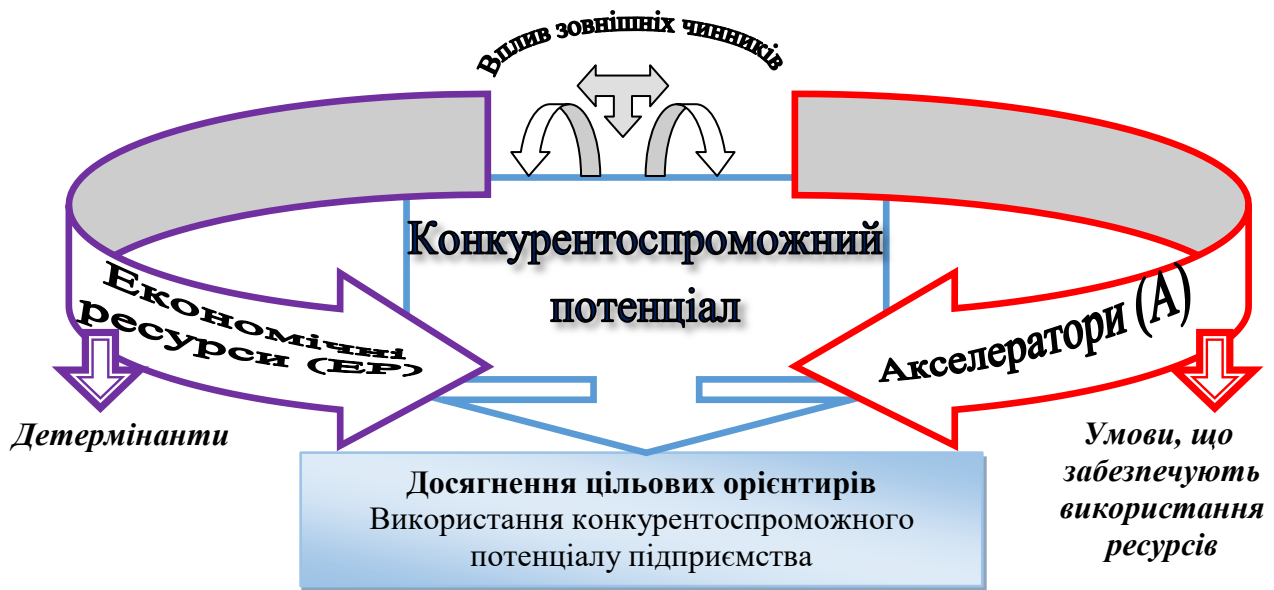 Вплив зовнішніх чинників
Конкурентоспроможний
потенціал
Економічні
ресурси (ЕР)
Акселератори (А)
Детермінанти
Умови, що
забезпечують
використання
ресурсів
Досягнення цільових орієнтирів
Використання конкурентоспроможного
потенціалу підприємства